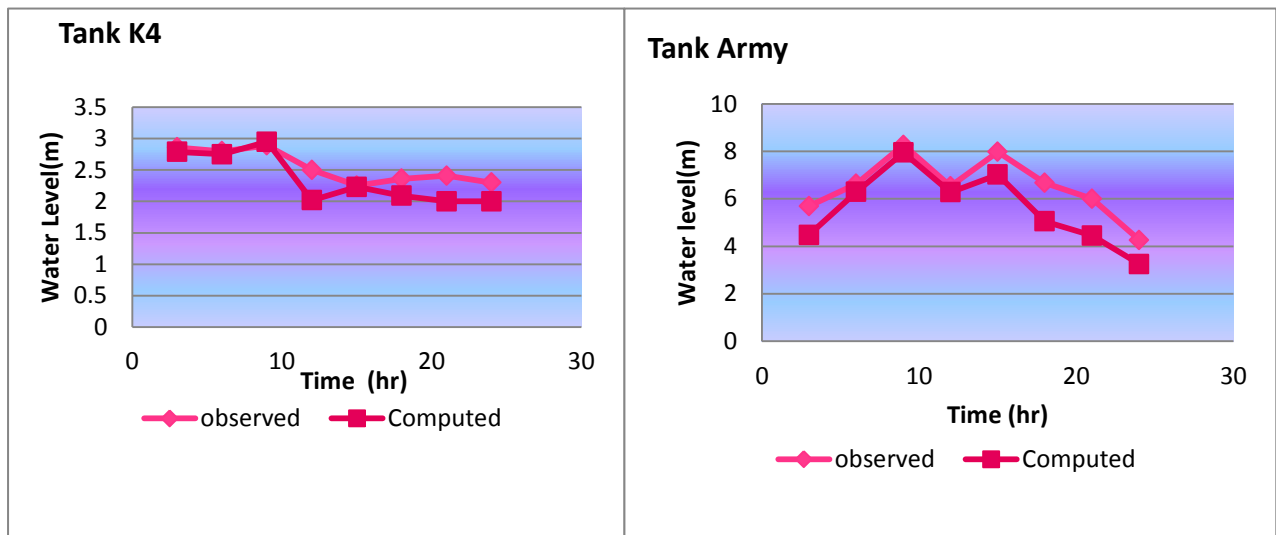 Tank K4
Water Level(m)
3.5
3
2.5
2
1.5
1
0.5
0
0 10 20 30
Time (hr)
observed Computed
Tank Army
Water level(m)
10
8
6
4
2
0
0 10 20 30
Time (hr)
observed Computed